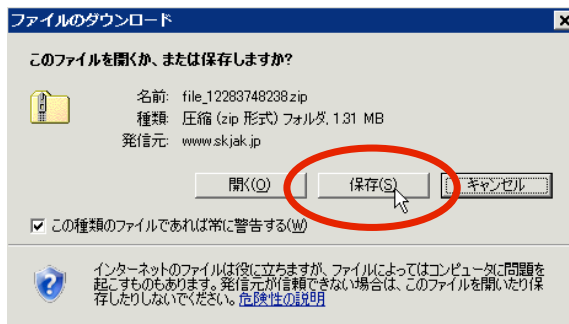 ファイルのダウンロード
このファイルを開くか、または保存しますか?
名前: file_12283748238.zip
種類: 圧縮 (zip 形式) フォルダ, 1.31 MB
発信元: www.skjak.jp
開く(O) 保存(S) キャンセル
この種類のファイルであれば常に警告する(W)
インターネットのファイルは役に立ちますが、ファイルによってはコンピュータに問題を
起こすものもあります。発信元が信頼できない場合は、このファイルを開いたり保
存したりしないでください。危険性の説明